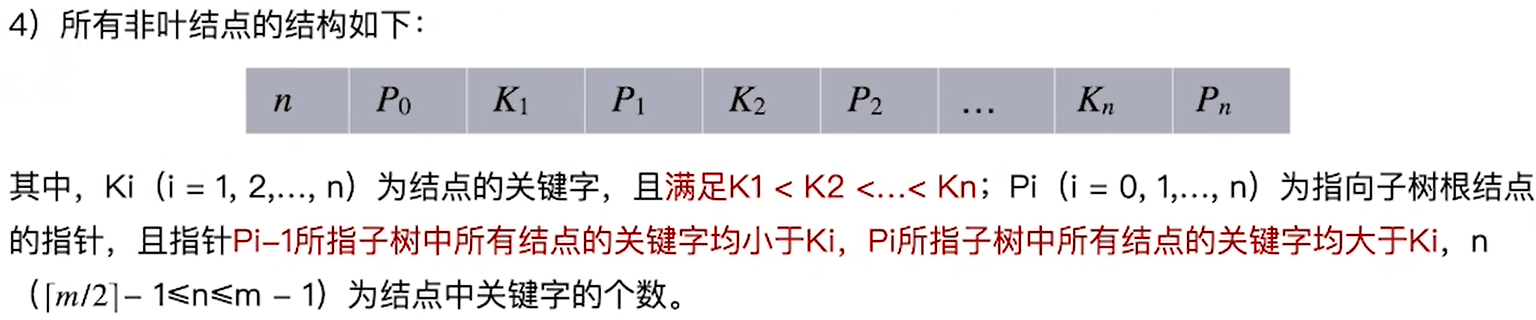 4）所有非叶结点的结构如下：
n P0 K1 P1 K2 P2 … Kn Pn
其中，Ki（i = 1, 2,…, n）为结点的关键字，且满足K1 < K2 <…< Kn；Pi（i = 0, 1,…, n）为指向子树根结点
的指针，且指针Pi–1所指子树中所有结点的关键字均小于Ki，Pi所指子树中所有结点的关键字均大于Ki，n
（⌈m/2⌉– 1≤n≤m – 1）为结点中关键字的个数。